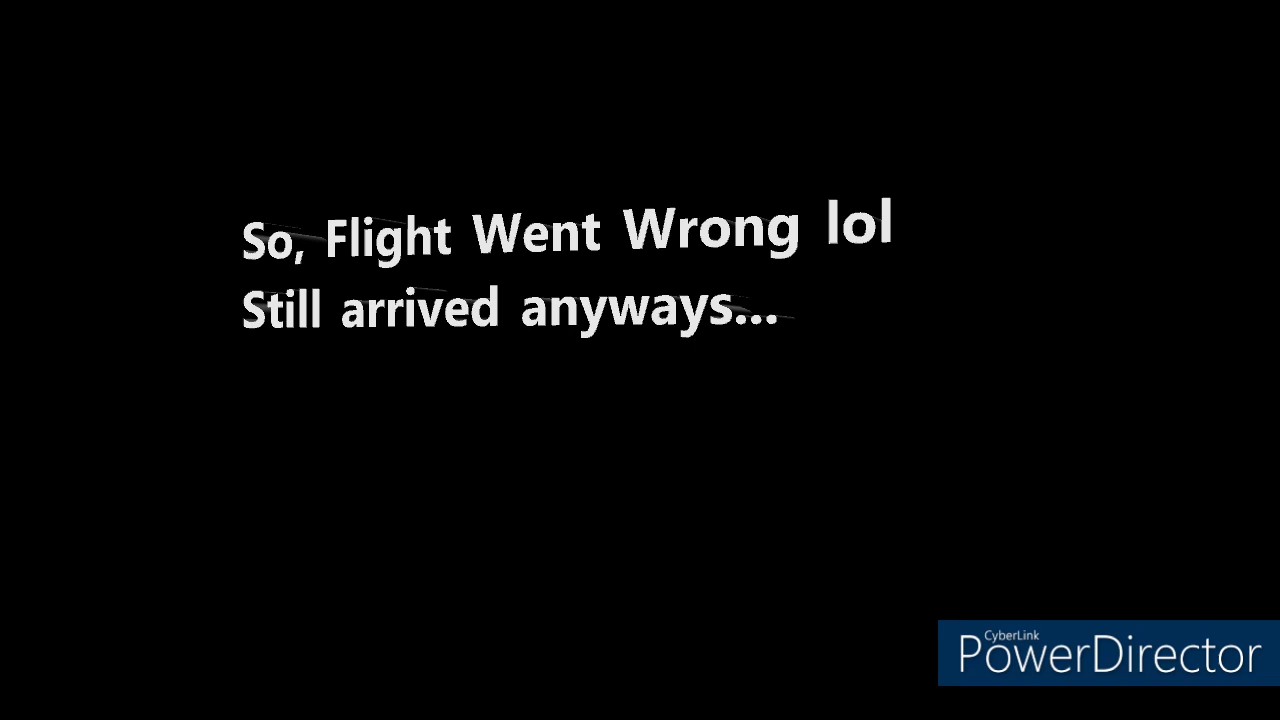 So, Flight Went Wrong lol
Still arrived anyways...
CyberLink
PowerDirector